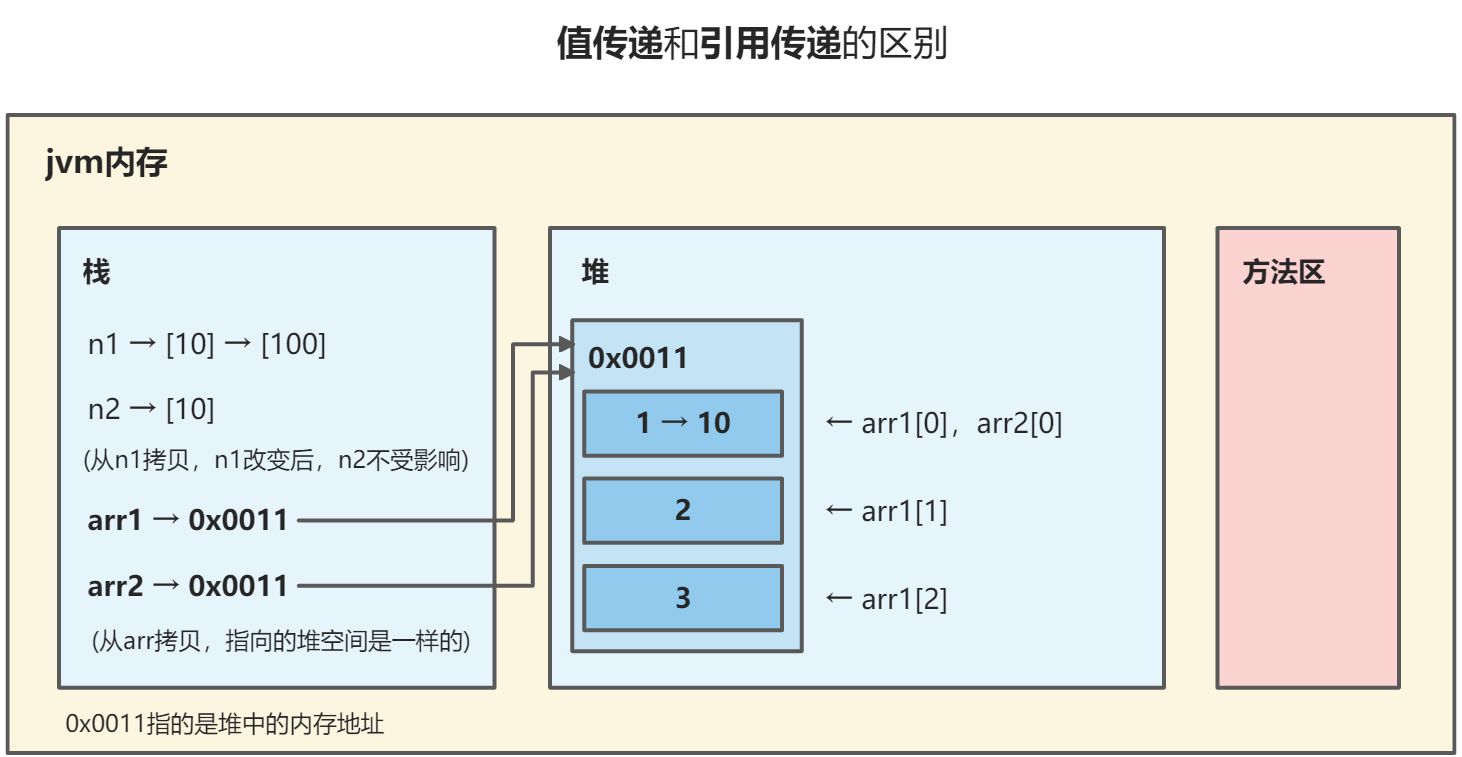 值传递和引用传递的区别
jvm内存
栈
n1 → [10] → [100]
n2 → [10]
(从n1拷贝，n1改变后，n2不受影响)
arr1 → 0x0011
arr2 → 0x0011
(从arr拷贝，指向的堆空间是一样的)
堆
0x0011
1 → 10
← arr1[0]，arr2[0]
2
← arr1[1]
3
← arr1[2]
方法区
0x0011指的是堆中的内存地址